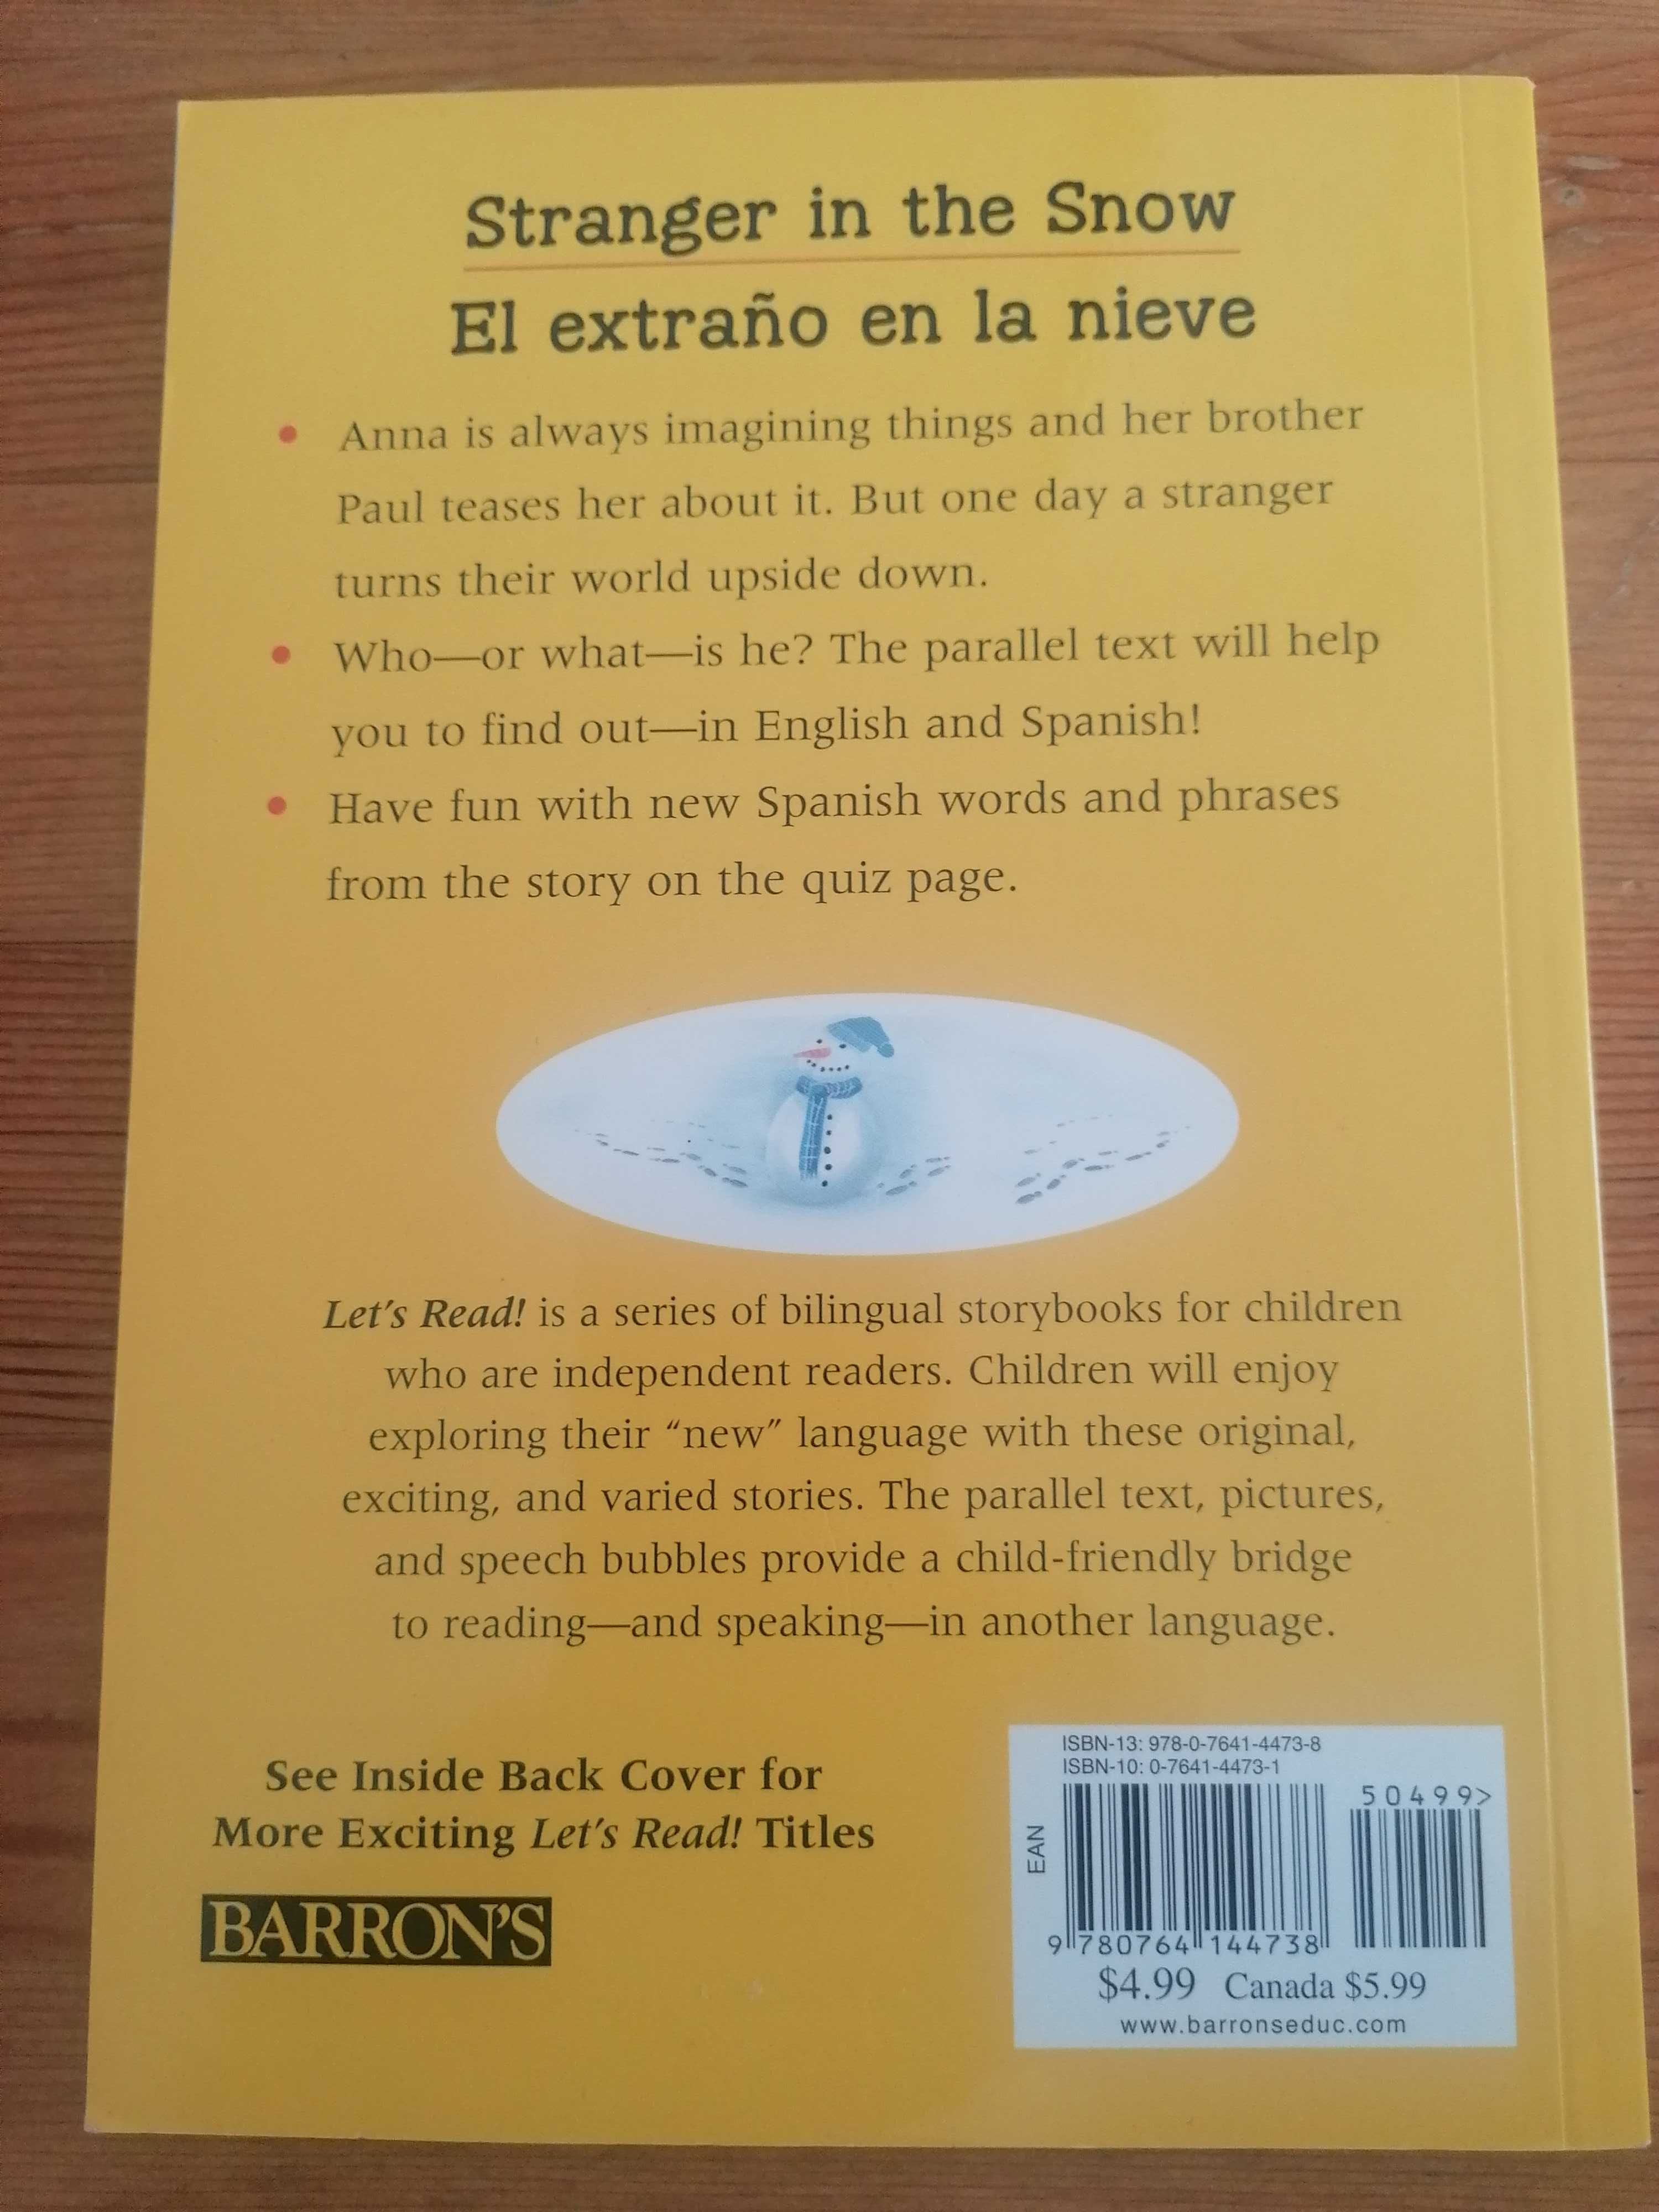 Stranger in the Snow
El extraño en la nieve
• Anna is always imagining things and her brother
Paul teases her about it. But one day a stranger
turns their world upside down.
• Who—or what—is he? The parallel text will help
you to find out—in English and Spanish!
• Have fun with new Spanish words and phrases
from the story on the quiz page.
Let's Read! is a series of bilingual storybooks for children
who are independent readers. Children will enjoy
exploring their "new" language with these original,
exciting, and varied stories. The parallel text, pictures,
and speech bubbles provide a child-friendly bridge
to reading—and speaking—in another language.
See Inside Back Cover for
More Exciting Let's Read! Titles
BARRON'S
ISBN-13: 978-0-7641-4473-8
ISBN-10: 0-7641-4473-1
50499>
EAN
9 780764 144738
$4.99 Canada $5.99
www.barronseduc.com